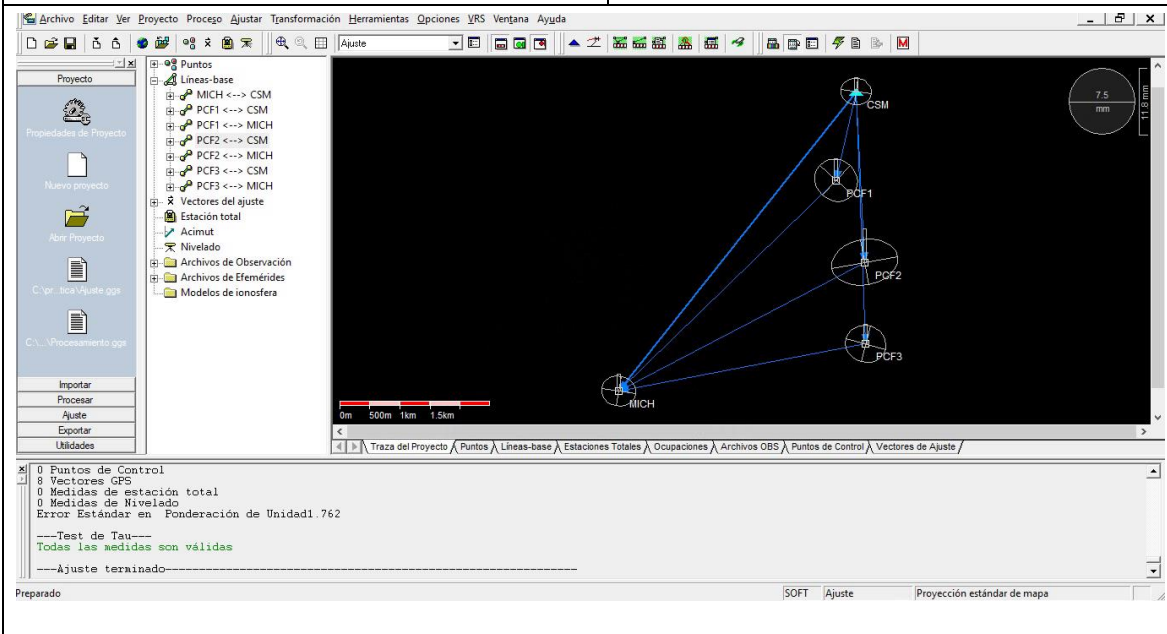 Archivo Editar Ver Proyecto Proceso Ajustar Transformación Herramientas Opciones VRS Ventana Ayuda
Ajuste
M
Proyecto
Propiedades de Proyecto
Nuevo proyecto
Abrir Proyecto
C:\pr...tica\Ajuste.ggs
C:\...\Procesamiento.ggs
Importar
Procesar
Ajuste
Exportar
Utilidades
Puntos
Líneas-base
MICH <--> CSM
PCF1 <--> CSM
PCF1 <--> MICH
PCF2 <--> CSM
PCF2 <--> MICH
PCF3 <--> CSM
PCF3 <--> MICH
Vectores del ajuste
Estación total
Acimut
Nivelado
Archivos de Observación
Archivos de Efemérides
Modelos de ionosfera
CSM
PCF1
PCF2
PCF3
MICH
7.5
mm
11.8 mm
0m 500m 1km 1.5km
Traza del Proyecto Puntos Líneas-base Estaciones Totales Ocupaciones Archivos OBS Puntos de Control Vectores de Ajuste
0 Puntos de Control
8 Vectores GPS
0 Medidas de estación total
0 Medidas de Nivelado
Error Estándar en Ponderación de Unidad1.762
---Test de Tau---
Todas las medidas son válidas
---Ajuste terminado-------------------------------------------------------------
Preparado
SOFT Ajuste Proyección estándar de mapa